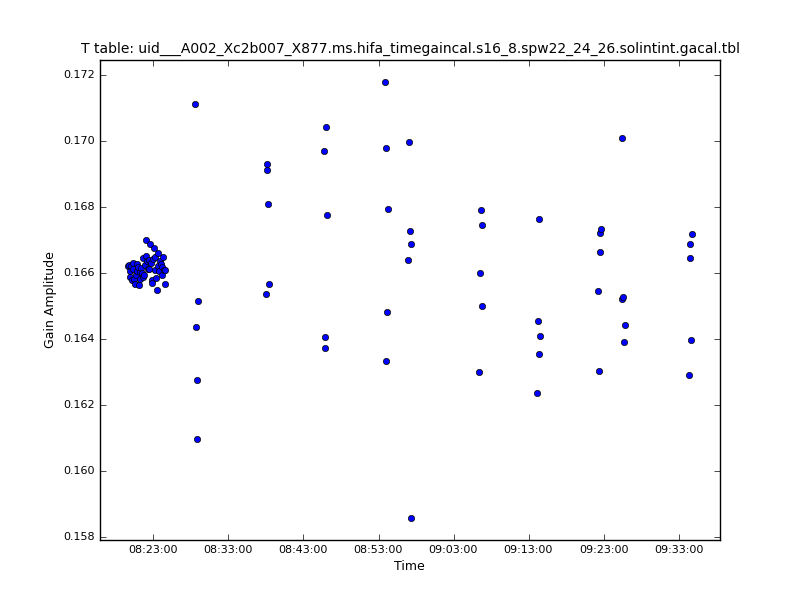 T table: uid___A002_Xc2b007_X877.ms.hifa_timegaincal.s16_8.spw22_24_26.solintint.gacal.tbl
0.172
0.170
0.168
0.166
0.164
0.162
0.160
0.158
Gain Amplitude
08:23:00 08:33:00 08:43:00 08:53:00 09:03:00 09:13:00 09:23:00 09:33:00
Time